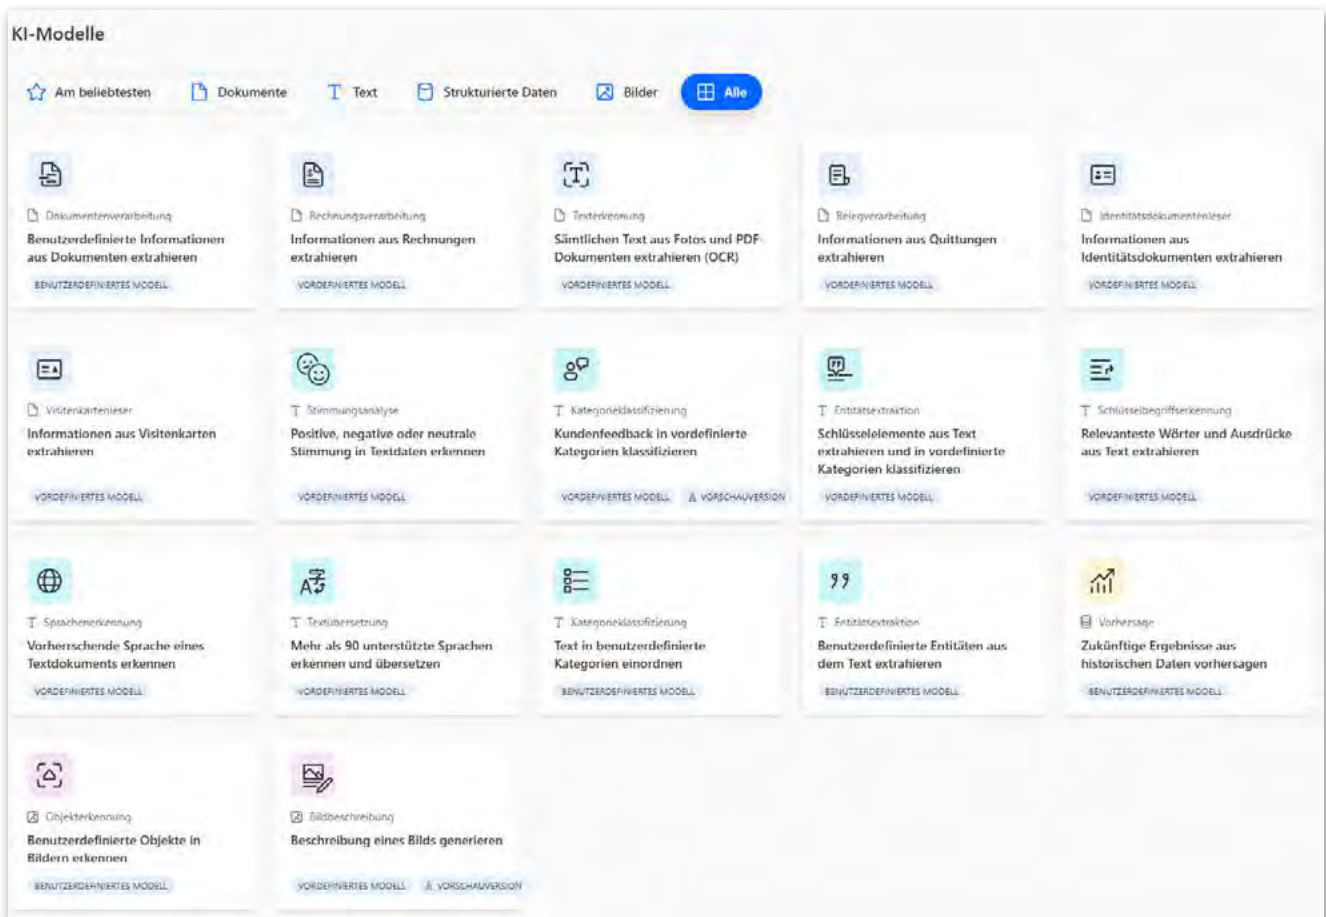 KI-Modelle
Am beliebtesten
Dokumente
Text
Strukturierte Daten
Bilder
Alle
Dokumentenverarbeitung
Benutzerdefinierte Informationen
aus Dokumenten extrahieren
BENUTZERDEFINIERTES MODELL
Rechnungsverarbeitung
Informationen aus Rechnungen
extrahieren
VORDEFINIERTES MODELL
Texterkennung
Sämtlichen Text aus Fotos und PDF-
Dokumenten extrahieren (OCR)
VORDEFINIERTES MODELL
Belegverarbeitung
Informationen aus Quittungen
extrahieren
VORDEFINIERTES MODELL
Identitätsdokumentenleser
Informationen aus
Identitätsdokumenten extrahieren
VORDEFINIERTES MODELL
Visitenkartenleser
Informationen aus Visitenkarten
extrahieren
VORDEFINIERTES MODELL
Stimmungsanalyse
Positive, negative oder neutrale
Stimmung in Textdaten erkennen
VORDEFINIERTES MODELL
Kategorieklassifizierung
Kundenfeedback in vordefinierte
Kategorien klassifizieren
VORDEFINIERTES MODELL VORSCHAUVERSION
Entitätsextraktion
Schlüsselelemente aus Text
extrahieren und in vordefinierte
Kategorien klassifizieren
VORDEFINIERTES MODELL
Schlüsselbegriffserkennung
Relevanteste Wörter und Ausdrücke
aus Text extrahieren
VORDEFINIERTES MODELL
Sprachenerkennung
Vorherrschende Sprache eines
Textdokuments erkennen
VORDEFINIERTES MODELL
Textübersetzung
Mehr als 90 unterstützte Sprachen
erkennen und übersetzen
VORDEFINIERTES MODELL
Kategorieklassifizierung
Text in benutzerdefinierte
Kategorien einordnen
BENUTZERDEFINIERTES MODELL
Entitätsextraktion
Benutzerdefinierte Entitäten aus
dem Text extrahieren
BENUTZERDEFINIERTES MODELL
Vorhersage
Zukünftige Ergebnisse aus
historischen Daten vorhersagen
BENUTZERDEFINIERTES MODELL
Objekterkennung
Benutzerdefinierte Objekte in
Bildern erkennen
BENUTZERDEFINIERTES MODELL
Bildbeschreibung
Beschreibung eines Bilds generieren
VORDEFINIERTES MODELL VORSCHAUVERSION